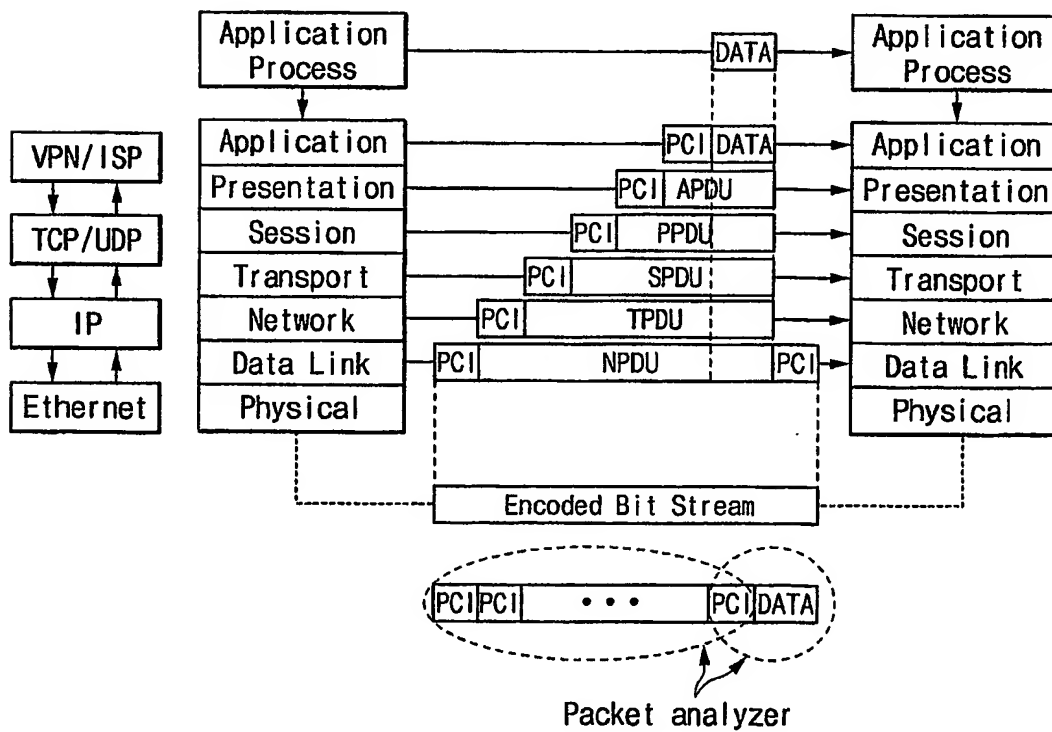 Application
Process
DATA
Application
Process
VPN/ISP
TCP/UDP
IP
Ethernet
Application
Presentation
Session
Transport
Network
Data Link
Physical
PCI DATA
PCI APDU
PCI PPDU
PCI SPDU
PCI TPDU
PCI NPDU PCI
Application
Presentation
Session
Transport
Network
Data Link
Physical
Encoded Bit Stream
PCI PCI • • • PCI DATA
Packet analyzer